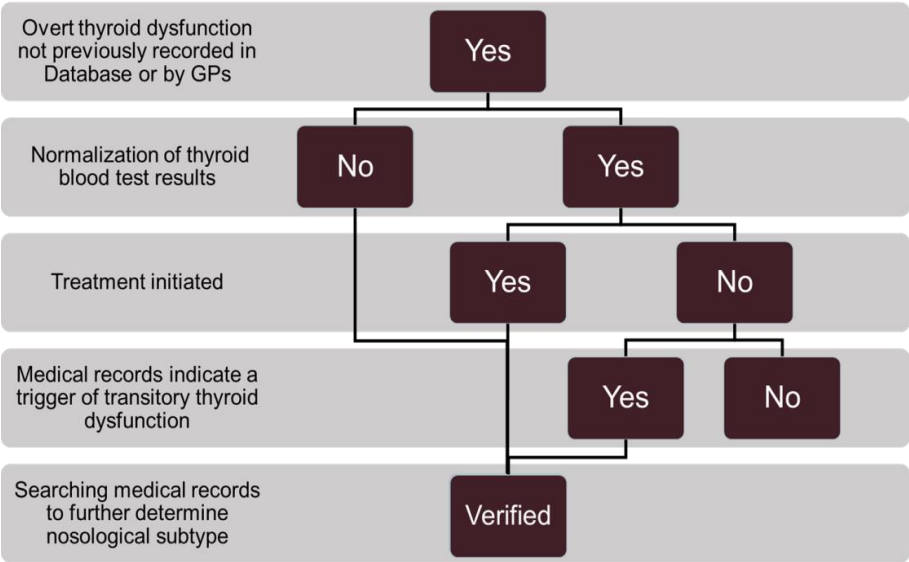 Overt thyroid dysfunction
not previously recorded in
Database or by GPs
Yes
Normalization of thyroid
blood test results
No
Yes
Treatment initiated
Yes
No
Medical records indicate a
trigger of transitory thyroid
dysfunction
Yes
No
Searching medical records
to further determine
nosological subtype
Verified